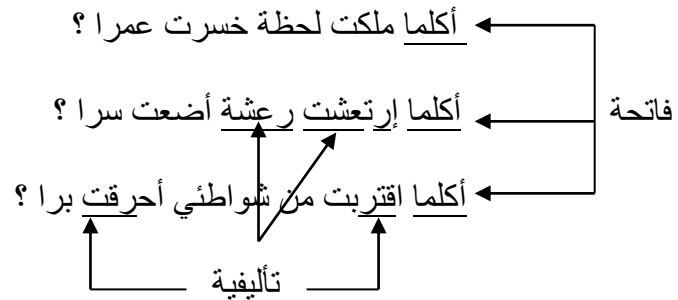 أكلما ملكت لحظة خسرت عمرا ؟
أكلما إرتعشت رعشة أضعت سرا ؟
فاتحة
أكلما اقتربت من شواطئي أحرقت برا ؟
تأليفية